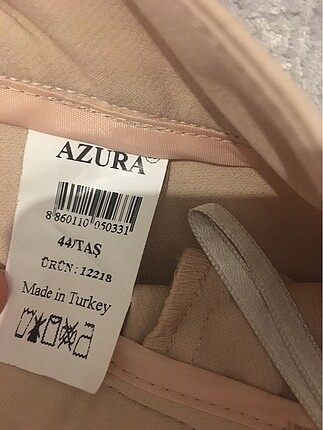 AZURA®
8 860110 050331
44/TAŞ
ÜRÜN : 12218
Made in Turkey